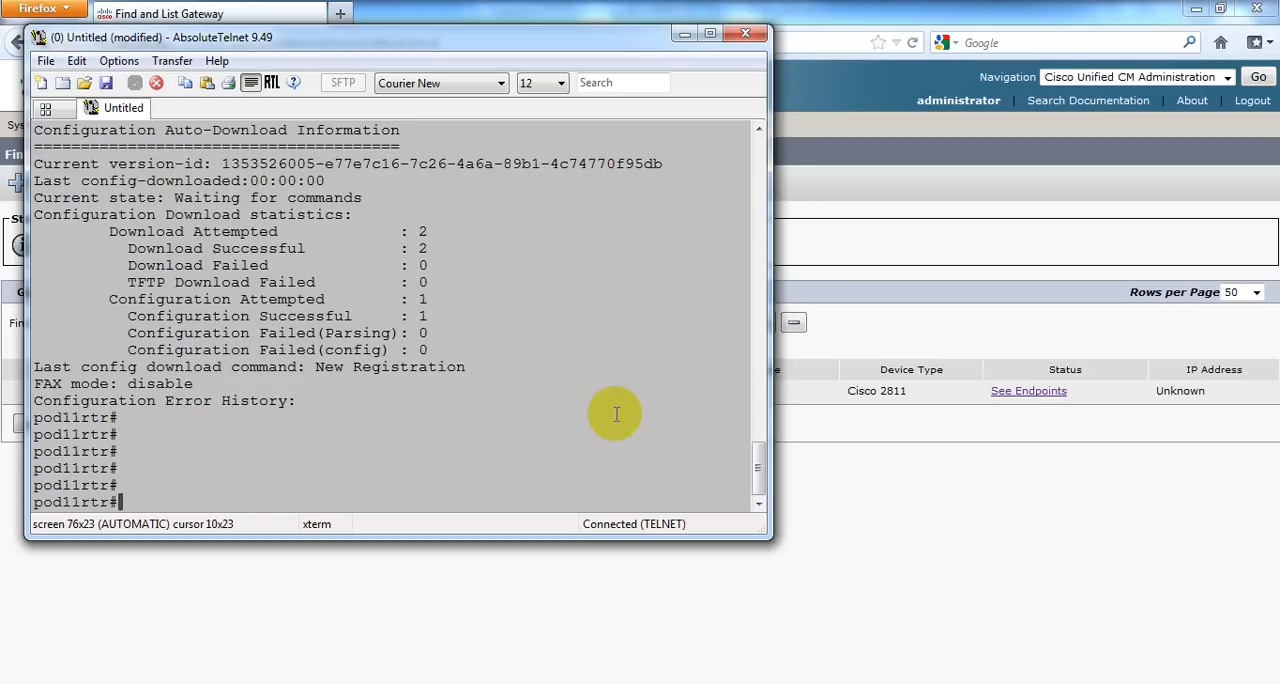 Firefox
Find and List Gateway
(0) Untitled (modified) - AbsoluteTelnet 9.49
File Edit Options Transfer Help
Google
Navigation Cisco Unified CM Administration Go
RTL SFTP Courier New 12 Search
administrator | Search Documentation | About | Logout
Untitled
Sys
Configuration Auto-Download Information
=======================================
Fin
Current version-id: 1353526005-e77e7c16-7c26-4a6a-89b1-4c74770f95db
Last config-downloaded:00:00:00
Current state: Waiting for commands
Configuration Download statistics:
St
Download Attempted : 2
Download Successful : 2
Download Failed : 0
TFTP Download Failed : 0
G
Rows per Page 50
Configuration Attempted : 1
Configuration Successful : 1
Fin
Configuration Failed(Parsing): 0
Configuration Failed(config) : 0
Last config download command: New Registration
e Device Type Status IP Address
FAX mode: disable
Cisco 2811 See Endpoints Unknown
Configuration Error History:
pod11rtr#
pod11rtr#
pod11rtr#
pod11rtr#
pod11rtr#
pod11rtr#
screen 76x23 (AUTOMATIC) cursor 10x23 xterm Connected (TELNET)